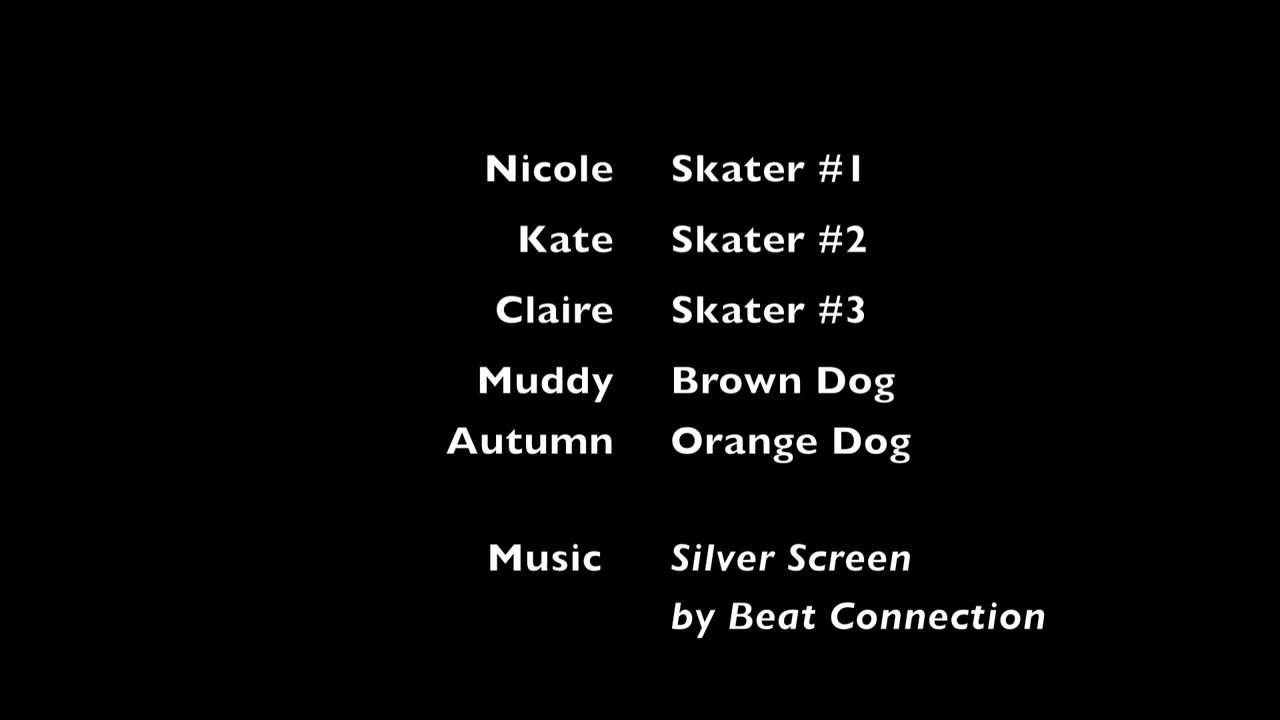 Nicole Skater #1
Kate Skater #2
Claire Skater #3
Muddy Brown Dog
Autumn Orange Dog
Music Silver Screen
by Beat Connection